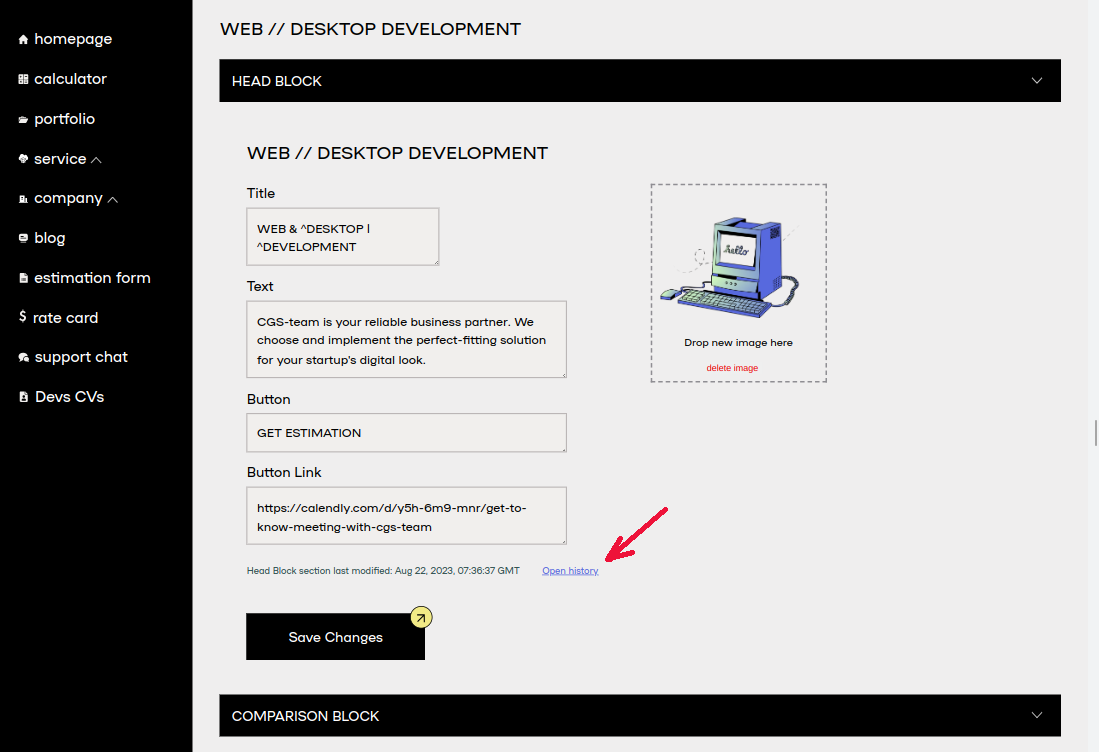 homepage
calculator
portfolio
service
company
blog
estimation form
$ rate card
support chat
Devs CVs
WEB // DESKTOP DEVELOPMENT
HEAD BLOCK
WEB // DESKTOP DEVELOPMENT
Title
WEB & ^DESKTOP |
^DEVELOPMENT
Text
CGS-team is your reliable business partner. We
choose and implement the perfect-fitting solution
for your startup's digital look.
Button
GET ESTIMATION
Button Link
https://calendly.com/d/y5h-6m9-mnr/get-to-
know-meeting-with-cgs-team
hello
Drop new image here
delete image
Head Block section last modified: Aug 22, 2023, 07:36:37 GMT
Open history
Save Changes
COMPARISON BLOCK